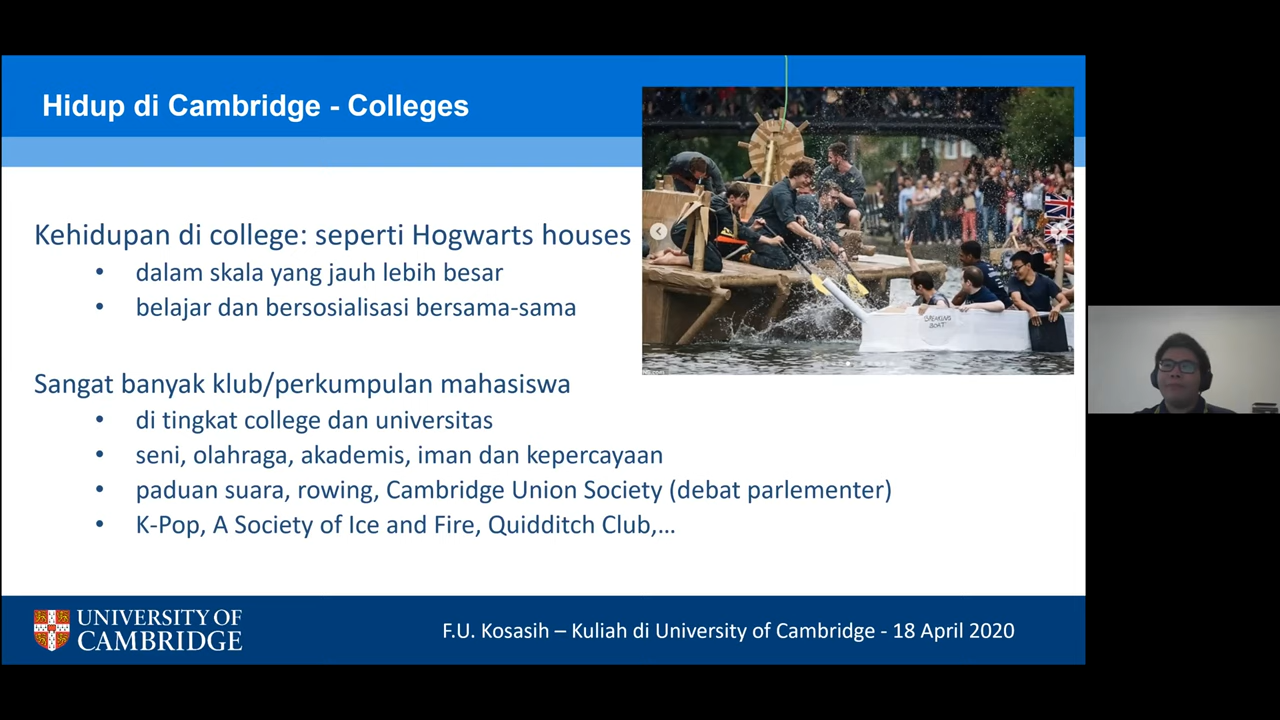 Hidup di Cambridge - Colleges
Kehidupan di college: seperti Hogwarts houses
• dalam skala yang jauh lebih besar
• belajar dan bersosialisasi bersama-sama
Sangat banyak klub/perkumpulan mahasiswa
• di tingkat college dan universitas
• seni, olahraga, akademis, iman dan kepercayaan
• paduan suara, rowing, Cambridge Union Society (debat parlementer)
• K-Pop, A Society of Ice and Fire, Quidditch Club,...
UNIVERSITY OF
CAMBRIDGE
F.U. Kosasih – Kuliah di University of Cambridge - 18 April 2020